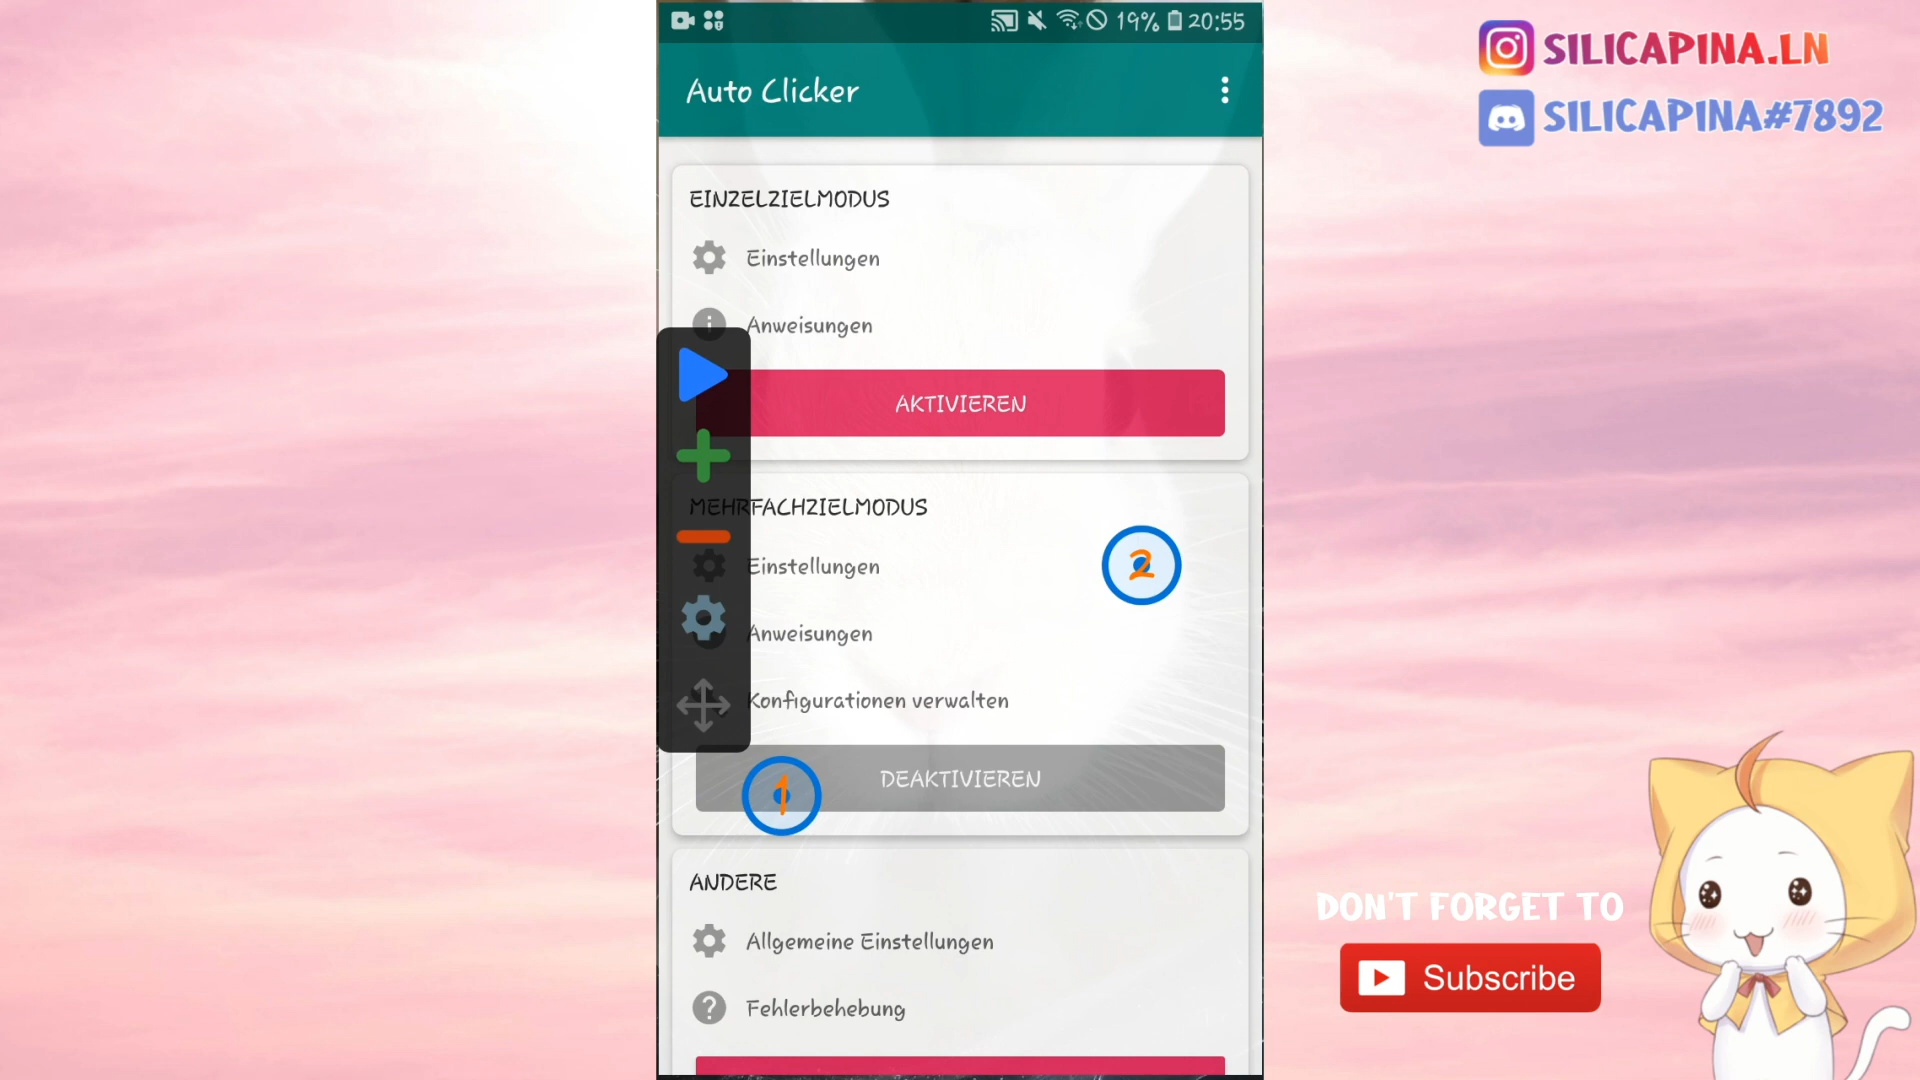 19% 20:55
Auto Clicker
EINZELZIELMODUS
Einstellungen
Anweisungen
AKTIVIEREN
MEHRFACHZIELMODUS
Einstellungen
2
Anweisungen
Konfigurationen verwalten
DEAKTIVIEREN
1
ANDERE
Allgemeine Einstellungen
Fehlerbehebung
SILICAPINA.LN
SILICAPINA#7892
DON'T FORGET TO
Subscribe